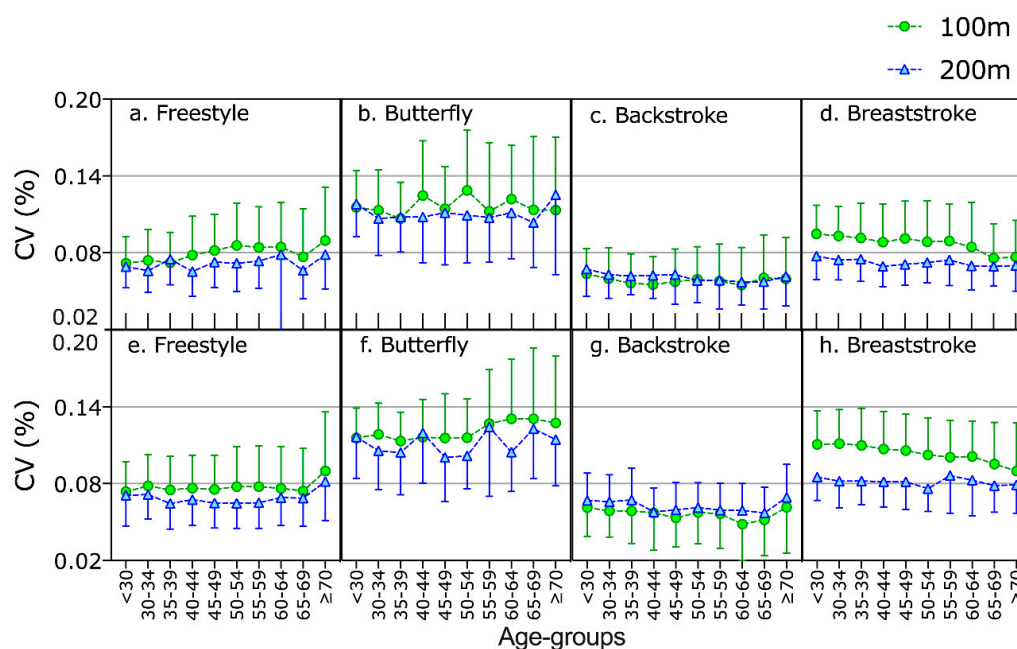 100m
200m
CV (%)
0.20
0.14
0.08
0.02
a. Freestyle
b. Butterfly
c. Backstroke
d. Breaststroke
CV (%)
0.20
0.14
0.08
0.02
e. Freestyle
f. Butterfly
g. Backstroke
h. Breaststroke
<30 30-34 35-39 40-44 45-49 50-54 55-59 60-64 65-69 ≥70
<30 30-34 35-39 40-44 45-49 50-54 55-59 60-64 65-69 ≥70
<30 30-34 35-39 40-44 45-49 50-54 55-59 60-64 65-69 ≥70
<30 30-34 35-39 40-44 45-49 50-54 55-59 60-64 65-69 ≥70
Age-groups